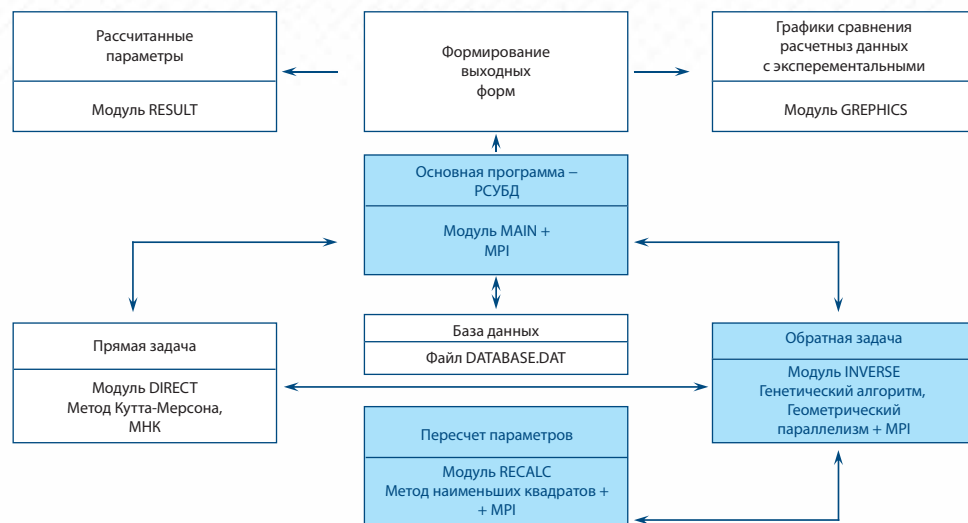 Рассчитанные
параметры
Модуль RESULT
Формирование
выходных
форм
Графики сравнения
расчетныз данных
с эксперементальными
Модуль GREPHICS
Основная программа –
РСУБД
Модуль MAIN +
MPI
База данных
Файл DATABASE.DAT
Прямая задача
Модуль DIRECT
Метод Кутта-Мерсона,
МНК
Обратная задача
Модуль INVERSE
Генетический алгоритм,
Геометрический
параллелизм + MPI
Пересчет параметров
Модуль RECALC
Метод наименьших квадратов +
+ MPI